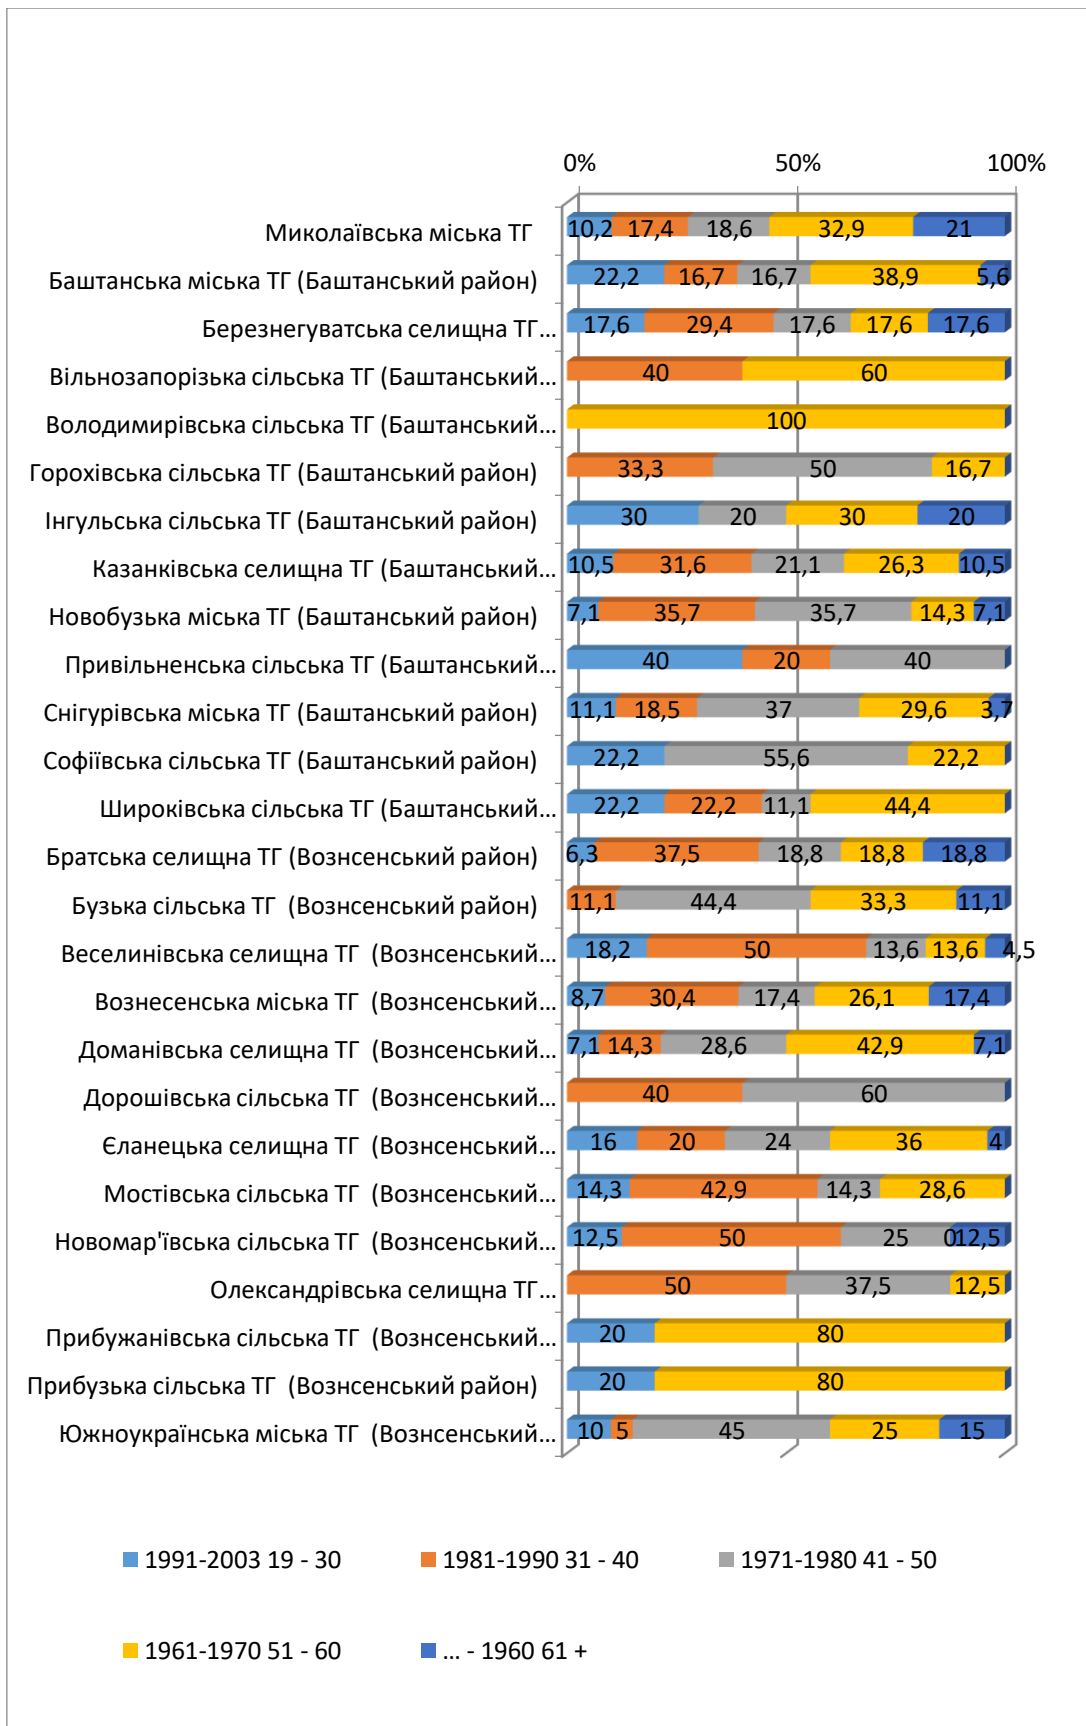 0% 50% 100%
Миколаївська міська ТГ 10,2 17,4 18,6 32,9 21
Баштанська міська ТГ (Баштанський район) 22,2 16,7 16,7 38,9 5,6
Березнегуватська селищна ТГ... 17,6 29,4 17,6 17,6 17,6
Вільнозапорізька сільська ТГ (Баштанський... 40 60
Володимирівська сільська ТГ (Баштанський... 100
Горохівська сільська ТГ (Баштанський район) 33,3 50 16,7
Інгульська сільська ТГ (Баштанський район) 30 20 30 20
Казанківська селищна ТГ (Баштанський... 10,5 31,6 21,1 26,3 10,5
Новобузька міська ТГ (Баштанський район) 7,1 35,7 35,7 14,3 7,1
Привільненська сільська ТГ (Баштанський... 40 20 40
Снігурівська міська ТГ (Баштанський район) 11,1 18,5 37 29,6 3,7
Софіївська сільська ТГ (Баштанський район) 22,2 55,6 22,2
Широківська сільська ТГ (Баштанський... 22,2 22,2 11,1 44,4
Братська селищна ТГ (Вознсенський район) 6,3 37,5 18,8 18,8 18,8
Бузька сільська ТГ (Вознсенський район) 11,1 44,4 33,3 11,1
Веселинівська селищна ТГ (Вознсенський... 18,2 50 13,6 13,6 4,5
Вознесенська міська ТГ (Вознсенський... 8,7 30,4 17,4 26,1 17,4
Доманівська селищна ТГ (Вознсенський... 7,1 14,3 28,6 42,9 7,1
Дорошівська сільська ТГ (Вознсенський... 40 60
Єланецька селищна ТГ (Вознсенський... 16 20 24 36 4
Мостівська сільська ТГ (Вознсенський... 14,3 42,9 14,3 28,6
Новомар'ївська сільська ТГ (Вознсенський... 12,5 50 25 0 12,5
Олександрівська селищна ТГ... 50 37,5 12,5
Прибужанівська сільська ТГ (Вознсенський... 20 80
Прибузька сільська ТГ (Вознсенський район) 20 80
Южноукраїнська міська ТГ (Вознсенський... 10 5 45 25 15
1991-2003 19 - 30 1981-1990 31 - 40 1971-1980 41 - 50
1961-1970 51 - 60 ... - 1960 61 +